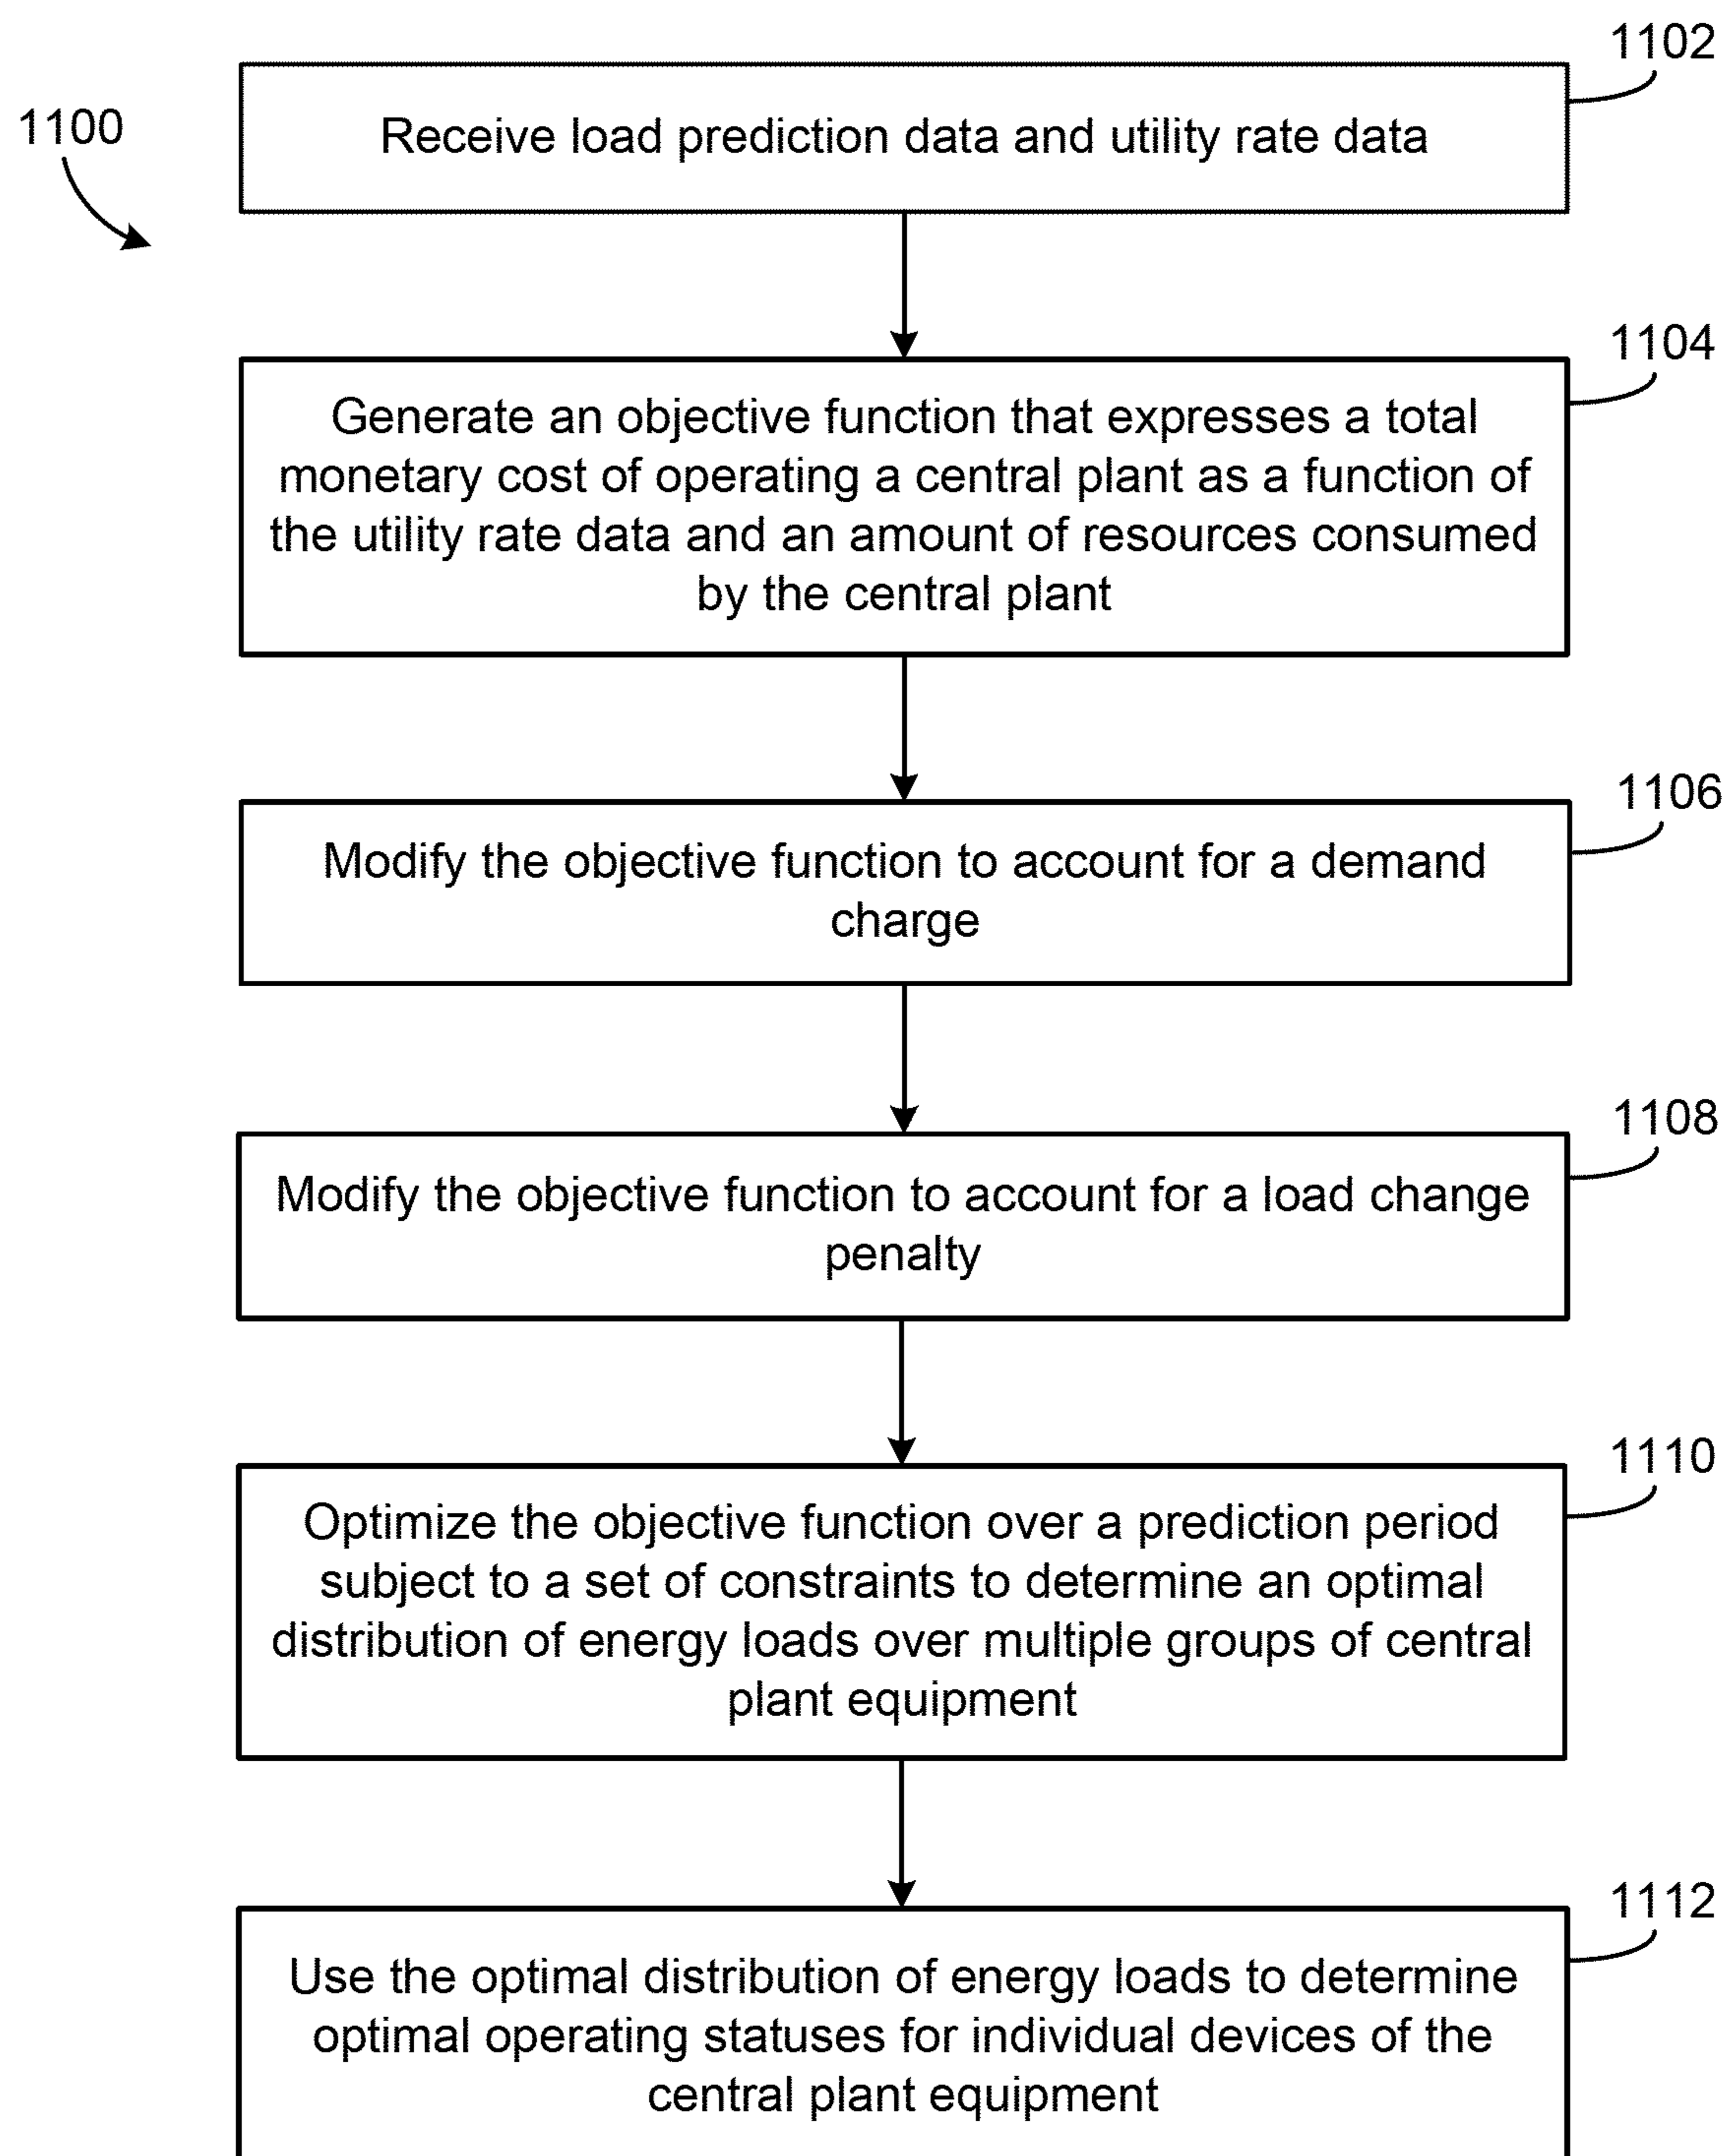 1102
1100
Receive load prediction data and utility rate data
1104
Generate an objective function that expresses a total
monetary cost of operating a central plant as a function of
the utility rate data and an amount of resources consumed
by the central plant
1106
Modify the objective function to account for a demand
charge
1108
Modify the objective function to account for a load change
penalty
1110
Optimize the objective function over a prediction period
subject to a set of constraints to determine an optimal
distribution of energy loads over multiple groups of central
plant equipment
1112
Use the optimal distribution of energy loads to determine
optimal operating statuses for individual devices of the
central plant equipment